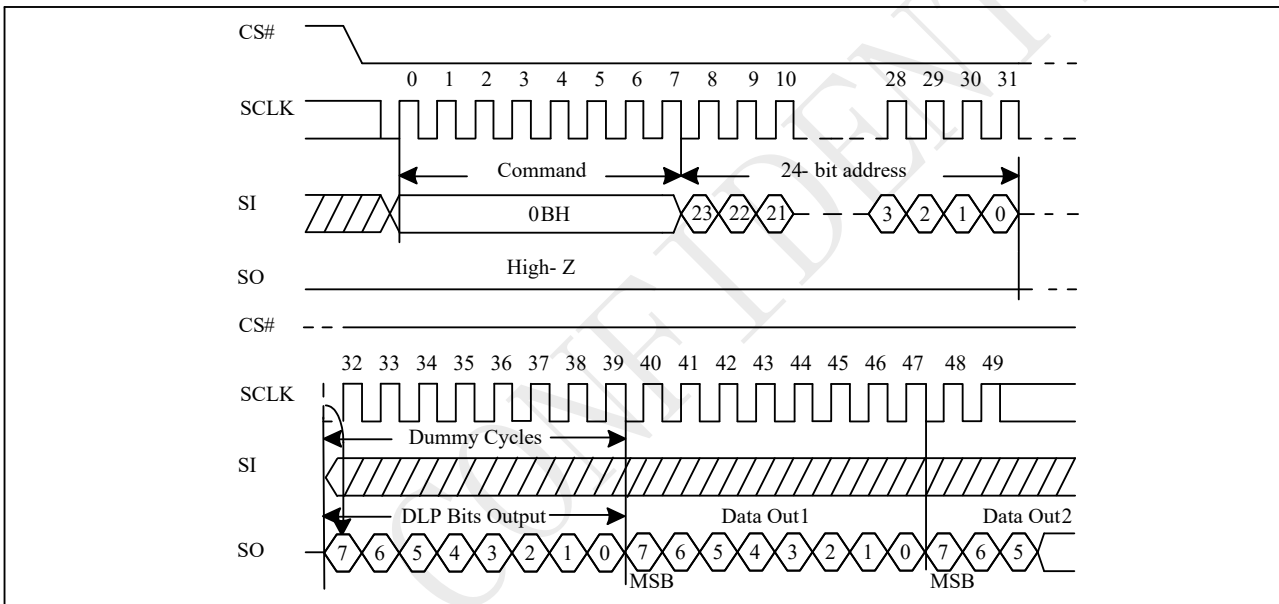 CS#
0 1 2 3 4 5 6 7 8 9 10 28 29 30 31
SCLK
Command 24- bit address
SI 0BH 23 22 21 3 2 1 0
High- Z
SO
CS#
32 33 34 35 36 37 38 39 40 41 42 43 44 45 46 47 48 49
SCLK
Dummy Cycles
SI
DLP Bits Output Data Out1 Data Out2
SO 7 6 5 4 3 2 1 0 7 6 5 4 3 2 1 0 7 6 5
MSB MSB
CONFIDENT